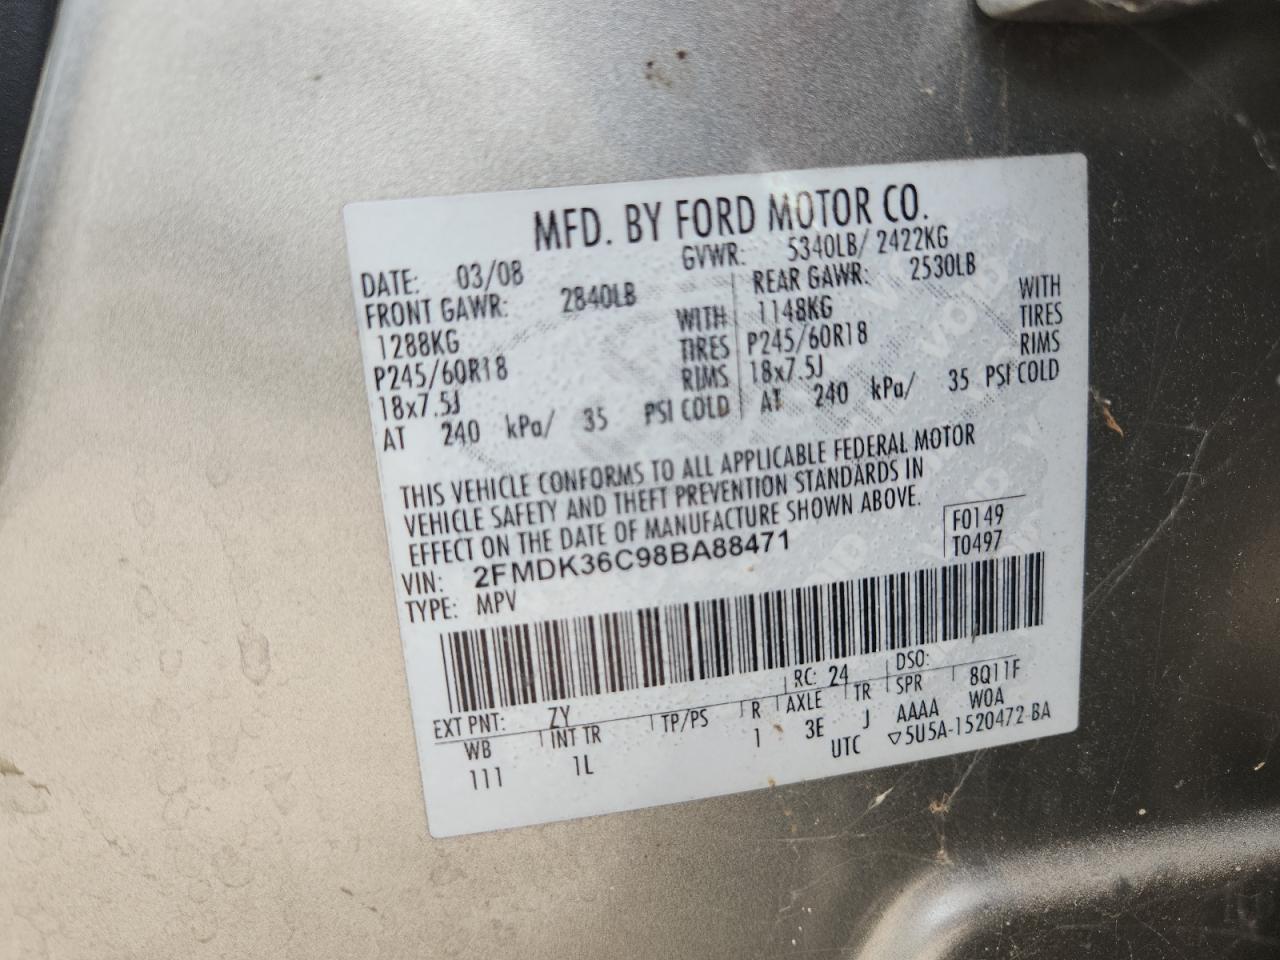 MFD. BY FORD MOTOR CO.
DATE: 03/08 GVWR: 5340LB/ 2422KG
FRONT GAWR: 2840LB REAR GAWR: 2530LB
1288KG WITH 1148KG WITH
P245/60R18 TIRES P245/60R18 TIRES
18x7.5J RIMS 18x7.5J RIMS
AT 240 kPa/ 35 PSI COLD AT 240 kPa/ 35 PSI COLD
THIS VEHICLE CONFORMS TO ALL APPLICABLE FEDERAL MOTOR
VEHICLE SAFETY AND THEFT PREVENTION STANDARDS IN
EFFECT ON THE DATE OF MANUFACTURE SHOWN ABOVE.
F0149
VIN: 2FMDK36C98BA88471 T0497
TYPE: MPV
EXT PNT: ZY RC: 24 DSO:
WB INT TR TP/PS R AXLE TR SPR 8Q11F
111 1L 1 3E J AAAA WOA
UTC ▽5U5A-1520472-BA